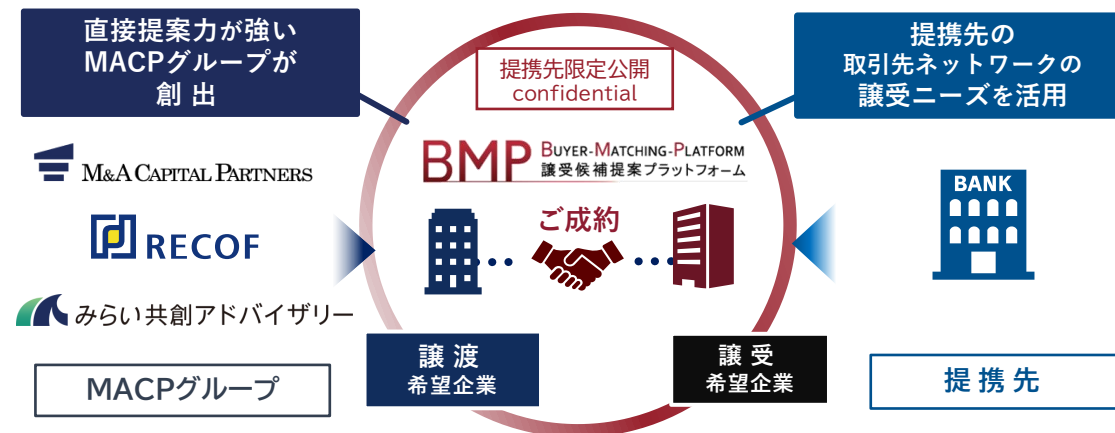 直接提案力が強い
MACPグループが
創出
M&A CAPITAL PARTNERS
RECOF
みらい共創アドバイザリー
MACPグループ
提携先限定公開
confidential
BMP BUYER-MATCHING-PLATFORM
譲受候補提案プラットフォーム
ご成約
譲渡
希望企業
譲受
希望企業
提携先の
取引先ネットワークの
譲受ニーズを活用
BANK
提携先